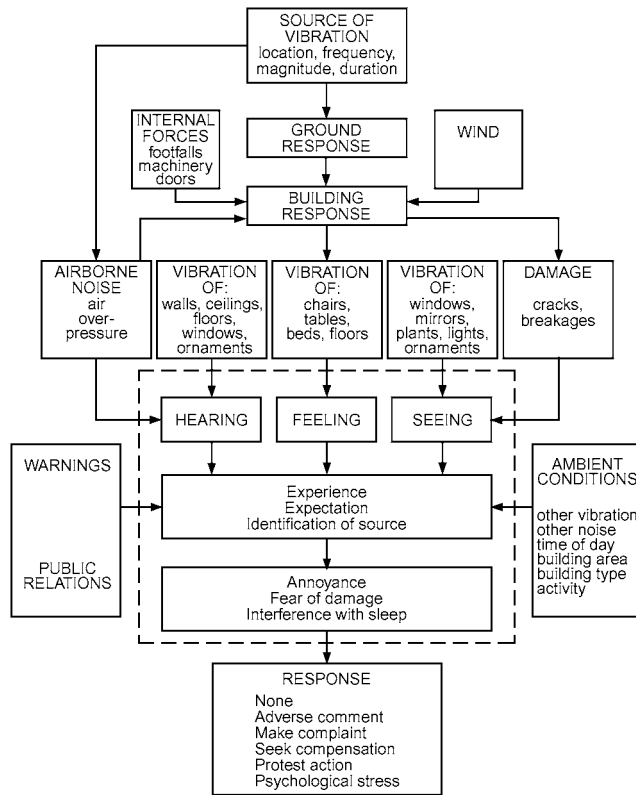 SOURCE OF
VIBRATION
location, frequency,
magnitude, duration
INTERNAL
FORCES
footfalls
machinery
doors
GROUND
RESPONSE
WIND
BUILDING
RESPONSE
AIRBORNE
NOISE
air
over-
pressure
VIBRATION
OF:
walls, ceilings,
floors,
windows,
ornaments
VIBRATION
OF:
chairs,
tables,
beds, floors
VIBRATION
OF:
windows,
mirrors,
plants, lights,
ornaments
DAMAGE
cracks,
breakages
HEARING
FEELING
SEEING
WARNINGS
PUBLIC
RELATIONS
Experience
Expectation
Identification of source
AMBIENT
CONDITIONS
other vibration
other noise
time of day
building area
building type
activity
Annoyance
Fear of damage
Interference with sleep
RESPONSE
None
Adverse comment
Make complaint
Seek compensation
Protest action
Psychological stress